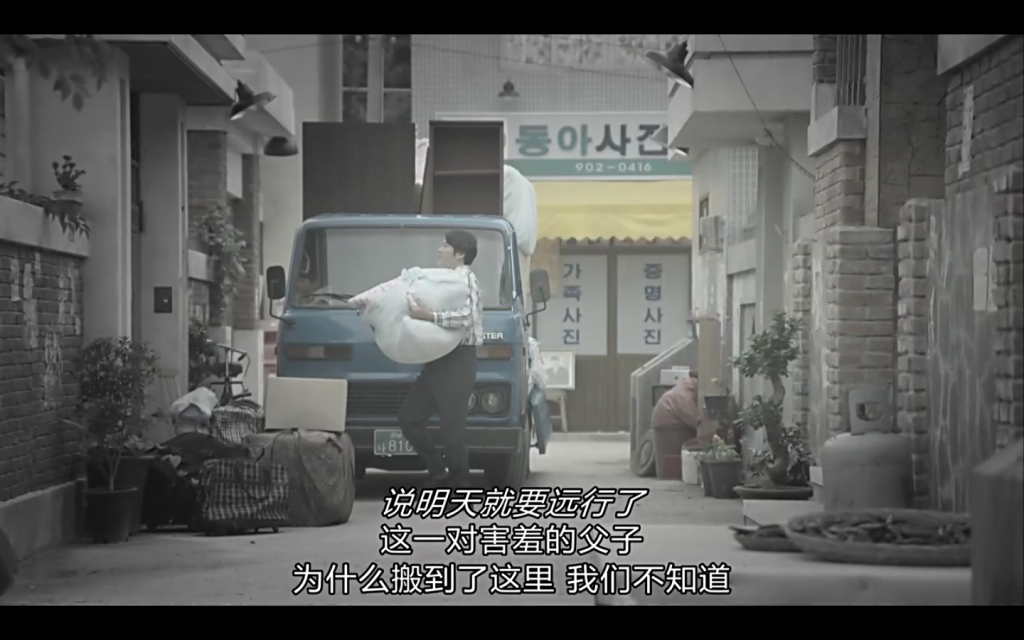 동아사진
902-0416
가족사진
증명사진
STER
说明天就要远行了
这一对害羞的父子
为什么搬到了这里 我们不知道